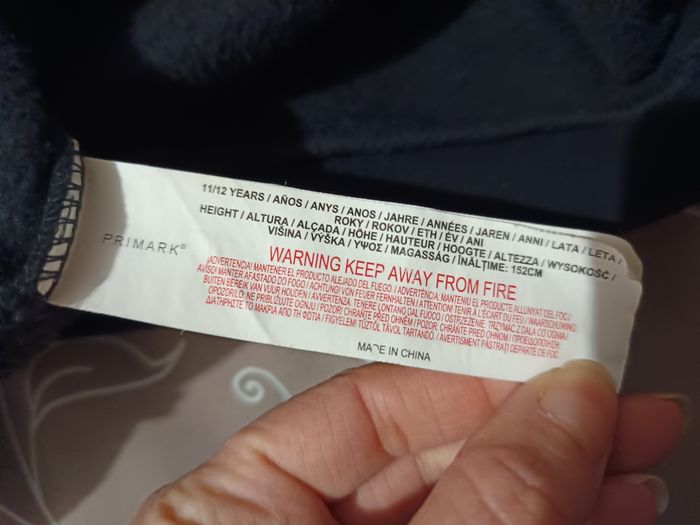 PRIMARK®
11/12 YEARS / AÑOS / ANYS / ANOS / JAHRE / ANNÉES / JAREN / ANNI / LATA / LETA /
ROKY / ROKOV / ETH / ÉV / ANI
HEIGHT / ALTURA / ALÇADA / HÖHE / HAUTEUR / HOOGTE / ALTEZZA / WYSOKOŚĆ /
VIŠINA / VÝŠKA / ΥΨΟΣ / MAGASSÁG / ÎNĂLȚIME: 152CM
WARNING KEEP AWAY FROM FIRE
¡ADVERTENCIA! MANTENER EL PRODUCTO ALEJADO DEL FUEGO / ADVERTÈNCIA: MANTENIU EL PRODUCTE ALLUNYAT DEL FOC /
AVISO! MANTER AFASTADO DO FOGO / ACHTUNG VON FEUER FERNHALTEN / ATTENTION TENIR À L'ÉCART DU FEU / WAARSCHUWING:
BUITEN BEREIK VAN VUUR HOUDEN / AVVERTENZA TENERE LONTANO DAL FUOCO / OSTRZEŻENIE: TRZYMAĆ Z DALA OD OGNIA /
OPOZORILO: NE PRIBLIŽUJTE OGNJU / POZOR: CHRAŇTE PŘED OHNĚM / POZOR: CHRÁŇTE PRED OHŇOM / ΠΡΟΕΙΔΟΠΟΙΗΣΗ:
ΔΙΑΤΗΡΗΣΤΕ ΤΟ ΜΑΚΡΙΑ ΑΠΟ ΤΗ ΦΩΤΙΑ / FIGYELEM! TŰZTŐL TÁVOL TARTANDÓ. / AVERTISMENT PĂSTRAȚI DEPARTE DE FOC
MADE IN CHINA